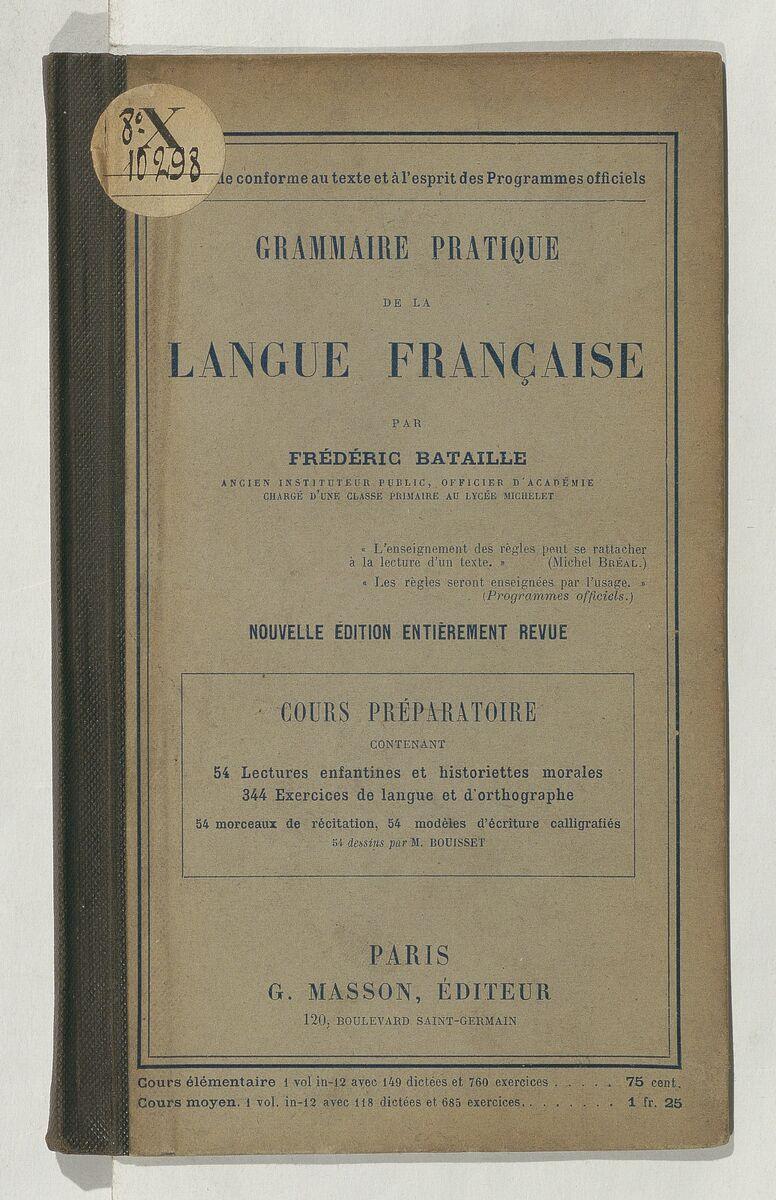 8º X
10298
conforme au texte et à l'esprit des Programmes officiels
GRAMMAIRE PRATIQUE
DE LA
LANGUE FRANÇAISE
PAR
FRÉDÉRIC BATAILLE
ANCIEN INSTITUTEUR PUBLIC, OFFICIER D'ACADÉMIE
CHARGÉ D'UNE CLASSE PRIMAIRE AU LYCÉE MICHELET
« L'enseignement des règles peut se rattacher
à la lecture d'un texte. » (Michel BRÉAL.)
« Les règles seront enseignées par l'usage. »
(Programmes officiels.)
NOUVELLE ÉDITION ENTIÈREMENT REVUE
COURS PRÉPARATOIRE
CONTENANT
54 Lectures enfantines et historiettes morales
344 Exercices de langue et d'orthographe
54 morceaux de récitation, 54 modèles d'écriture calligrafiés
54 dessins par M. BOUISSET
PARIS
G. MASSON, ÉDITEUR
120, BOULEVARD SAINT-GERMAIN
Cours élémentaire 1 vol in-12 avec 149 dictées et 760 exercices . . . . . 75 cent.
Cours moyen. 1 vol. in-12 avec 118 dictées et 685 exercices. . . . . . . . 1 fr. 25